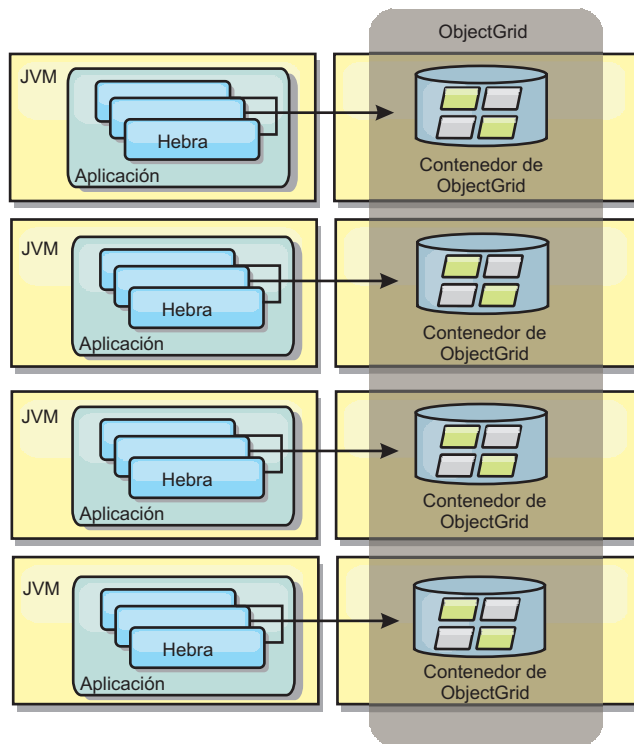 ObjectGrid
JVM
Hebra
Aplicación
Contenedor de
ObjectGrid
JVM
Hebra
Aplicación
Contenedor de
ObjectGrid
JVM
Hebra
Aplicación
Contenedor de
ObjectGrid
JVM
Hebra
Aplicación
Contenedor de
ObjectGrid